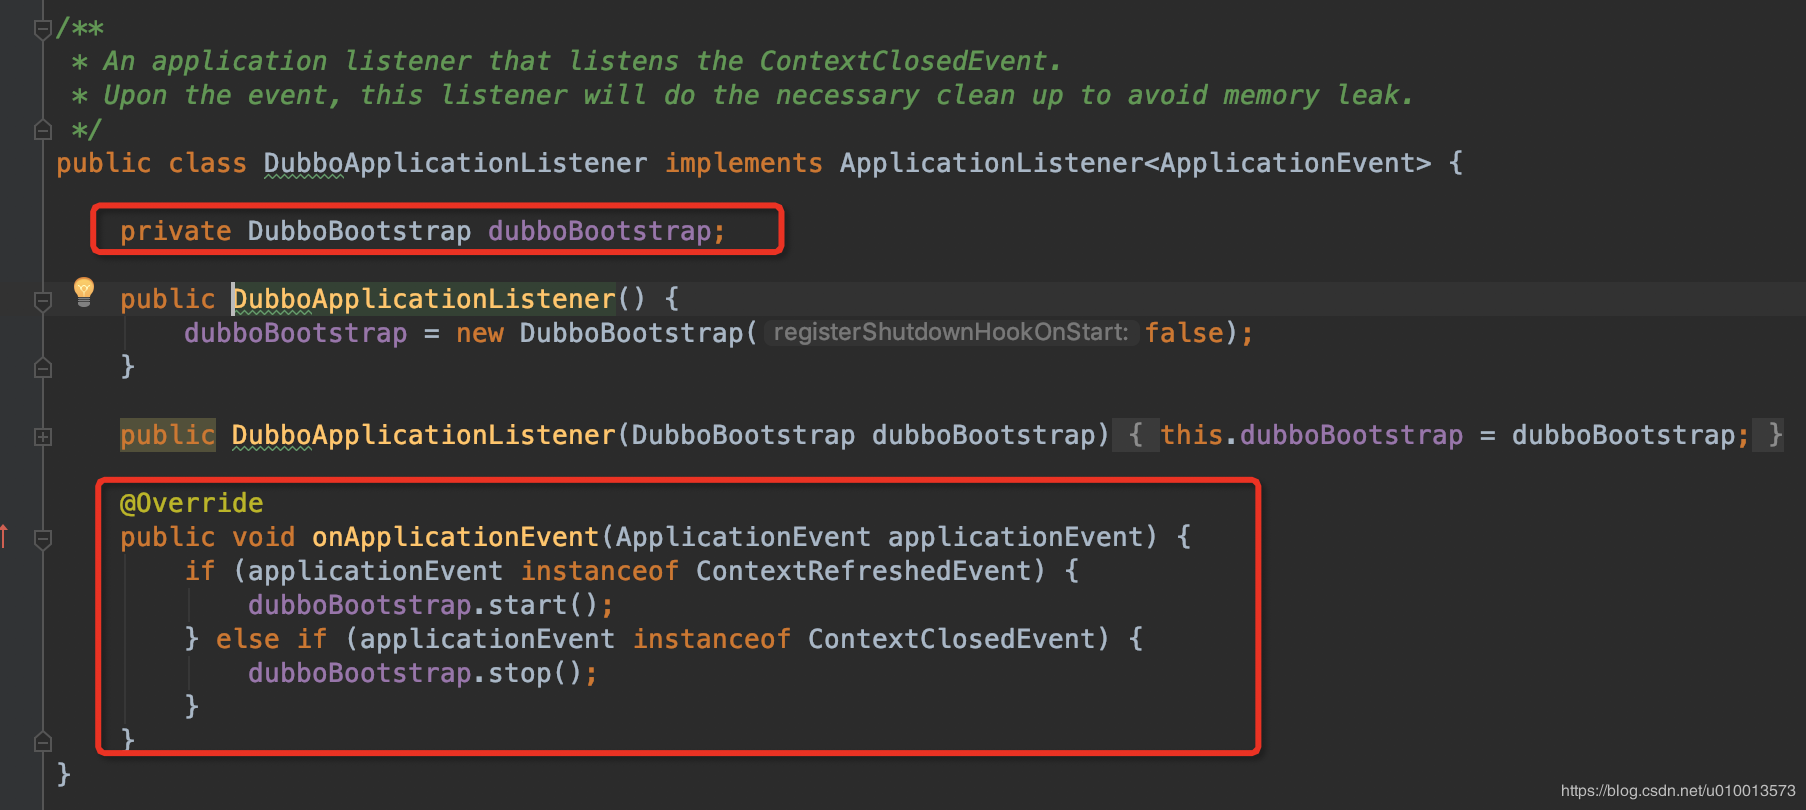 /**
 * An application listener that listens the ContextClosedEvent.
 * Upon the event, this listener will do the necessary clean up to avoid memory leak.
 */
public class DubboApplicationListener implements ApplicationListener<ApplicationEvent> {
private DubboBootstrap dubboBootstrap;
public DubboApplicationListener() {
dubboBootstrap = new DubboBootstrap( registerShutdownHookOnStart: false);
}
public DubboApplicationListener(DubboBootstrap dubboBootstrap) { this.dubboBootstrap = dubboBootstrap; }
@Override
public void onApplicationEvent(ApplicationEvent applicationEvent) {
if (applicationEvent instanceof ContextRefreshedEvent) {
dubboBootstrap.start();
} else if (applicationEvent instanceof ContextClosedEvent) {
dubboBootstrap.stop();
}
}
}
https://blog.csdn.net/u010013573